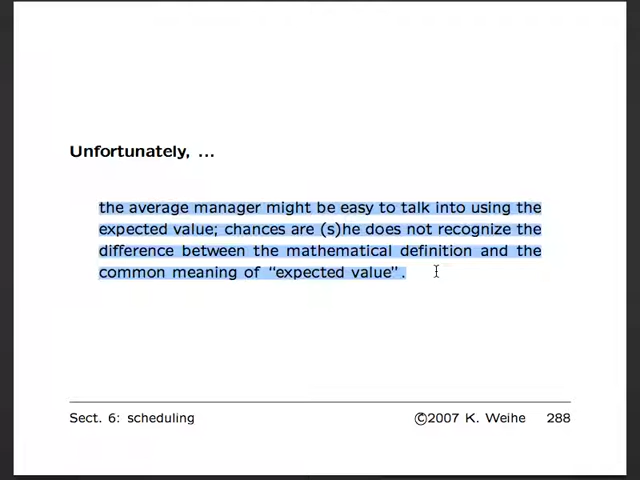 Unfortunately, ...
the average manager might be easy to talk into using the
expected value; chances are (s)he does not recognize the
difference between the mathematical definition and the
common meaning of “expected value”.
Sect. 6: scheduling ©2007 K. Weihe 288